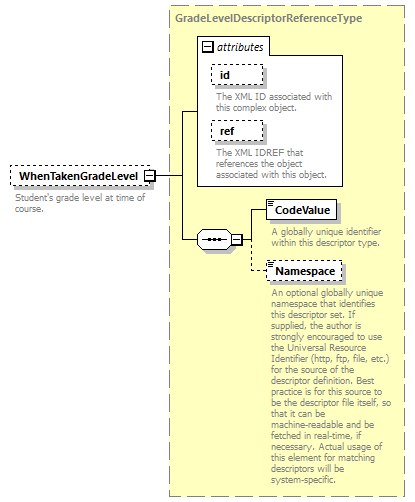 GradeLevelDescriptorReferenceType
attributes
id
The XML ID associated with
this complex object.
ref
The XML IDREF that
references the object
associated with this object.
WhenTakenGradeLevel
Student's grade level at time of
course.
CodeValue
A globally unique identifier
within this descriptor type.
Namespace
An optional globally unique
namespace that identifies
this descriptor set. If
supplied, the author is
strongly encouraged to use
the Universal Resource
Identifier (http, ftp, file, etc.)
for the source of the
descriptor definition. Best
practice is for this source to
be the descriptor file itself, so
that it can be
machine-readable and be
fetched in real-time, if
necessary. Actual usage of
this element for matching
descriptors will be
system-specific.